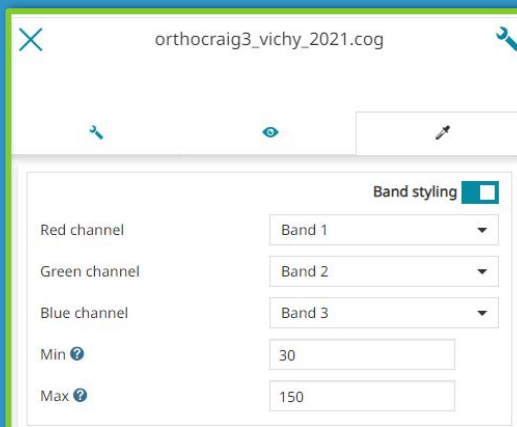 orthocraig3_vichy_2021.cog
Band styling
Red channel Band 1
Green channel Band 2
Blue channel Band 3
Min ? 30
Max ? 150